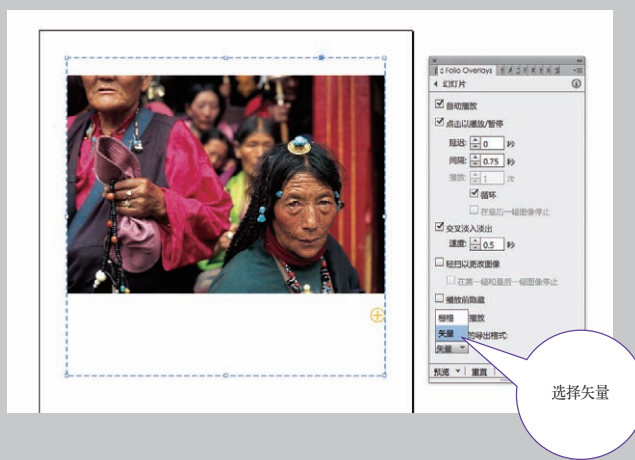 Folio Overlays
幻灯片
自动播放
点击以播放/暂停
延迟: 0 秒
间隔: 0.75 秒
播放: 1 次
循环
在最后一幅图像停止
交叉淡入淡出
速度: 0.5 秒
轻扫以更改图像
在第一幅和最后一幅图像停止
播放前隐藏
栅格 播放
矢量 的导出格式:
矢量
预览 重置
选择矢量